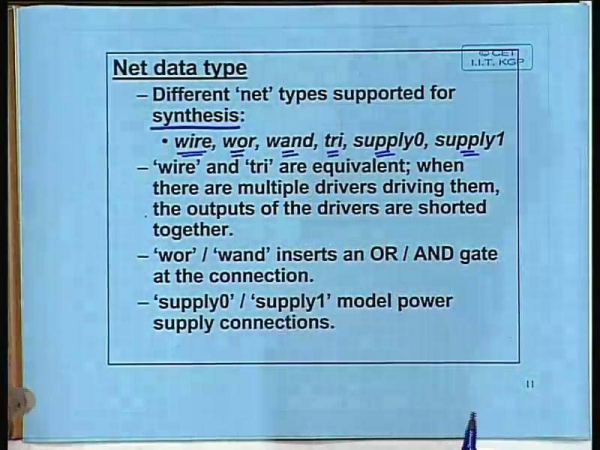 © CET
I.I.T. KGP
Net data type
– Different ‘net’ types supported for
synthesis:
• wire, wor, wand, tri, supply0, supply1
– ‘wire’ and ‘tri’ are equivalent; when
there are multiple drivers driving them,
the outputs of the drivers are shorted
together.
– ‘wor’ / ‘wand’ inserts an OR / AND gate
at the connection.
– ‘supply0’ / ‘supply1’ model power
supply connections.
11